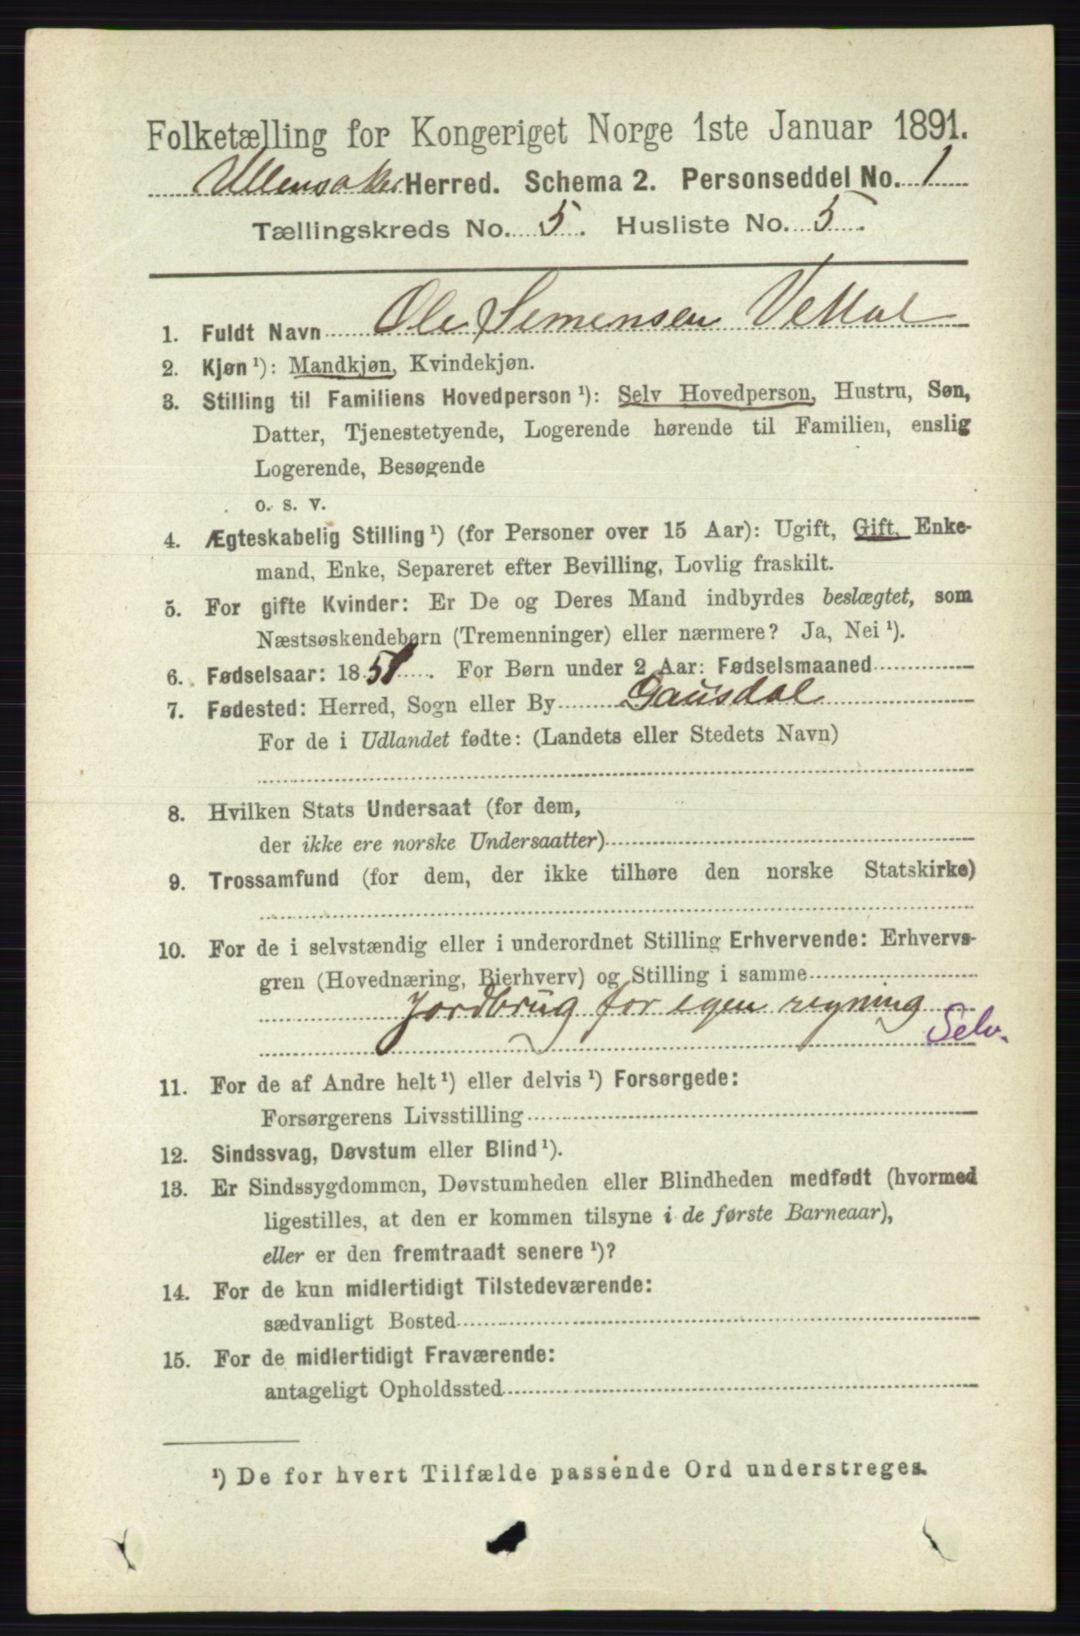 Folketælling for Kongeriget Norge 1ste Januar 1891.
Ullensaker Herred. Schema 2. Personseddel No. 1
Tællingskreds No. 5. Husliste No. 5.
1. Fuldt Navn Ole Simensen
2. Kjøn ¹): Mandkjøn, Kvindekjøn.
3. Stilling til Familiens Hovedperson ¹): Selv Hovedperson, Hustru, Søn,
Datter, Tjenestetyende, Logerende hørende til Familien, enslig
Logerende, Besøgende
o. s. v.
4. Ægteskabelig Stilling ¹) (for Personer over 15 Aar): Ugift, Gift, Enke-
mand, Enke, Separeret efter Bevilling, Lovlig fraskilt.
5. For gifte Kvinder: Er De og Deres Mand indbyrdes beslægtet, som
Næstsøskendebørn (Tremenninger) eller nærmere? Ja, Nei ¹).
6. Fødselsaar: 1851. For Børn under 2 Aar: Fødselsmaaned
7. Fødested: Herred, Sogn eller By Gausdal
For de i Udlandet fødte: (Landets eller Stedets Navn)
8. Hvilken Stats Undersaat (for dem,
der ikke ere norske Undersaatter)
9. Trossamfund (for dem, der ikke tilhøre den norske Statskirke)
10. For de i selvstændig eller i underordnet Stilling Erhvervende: Erhvervs-
gren (Hovednæring, Bierhverv) og Stilling i samme
Jordbrug for egen regning
Selv.
11. For de af Andre helt ¹) eller delvis ¹) Forsørgede:
Forsørgerens Livsstilling
12. Sindssvag, Døvstum eller Blind ¹).
13. Er Sindssygdommen, Døvstumheden eller Blindheden medfødt (hvormed
ligestilles, at den er kommen tilsyne i de første Barneaar),
eller er den fremtraadt senere ¹)?
14. For de kun midlertidigt Tilstedeværende:
sædvanligt Bosted
15. For de midlertidigt Fraværende:
antageligt Opholdssted
¹) De for hvert Tilfælde passende Ord understreges.